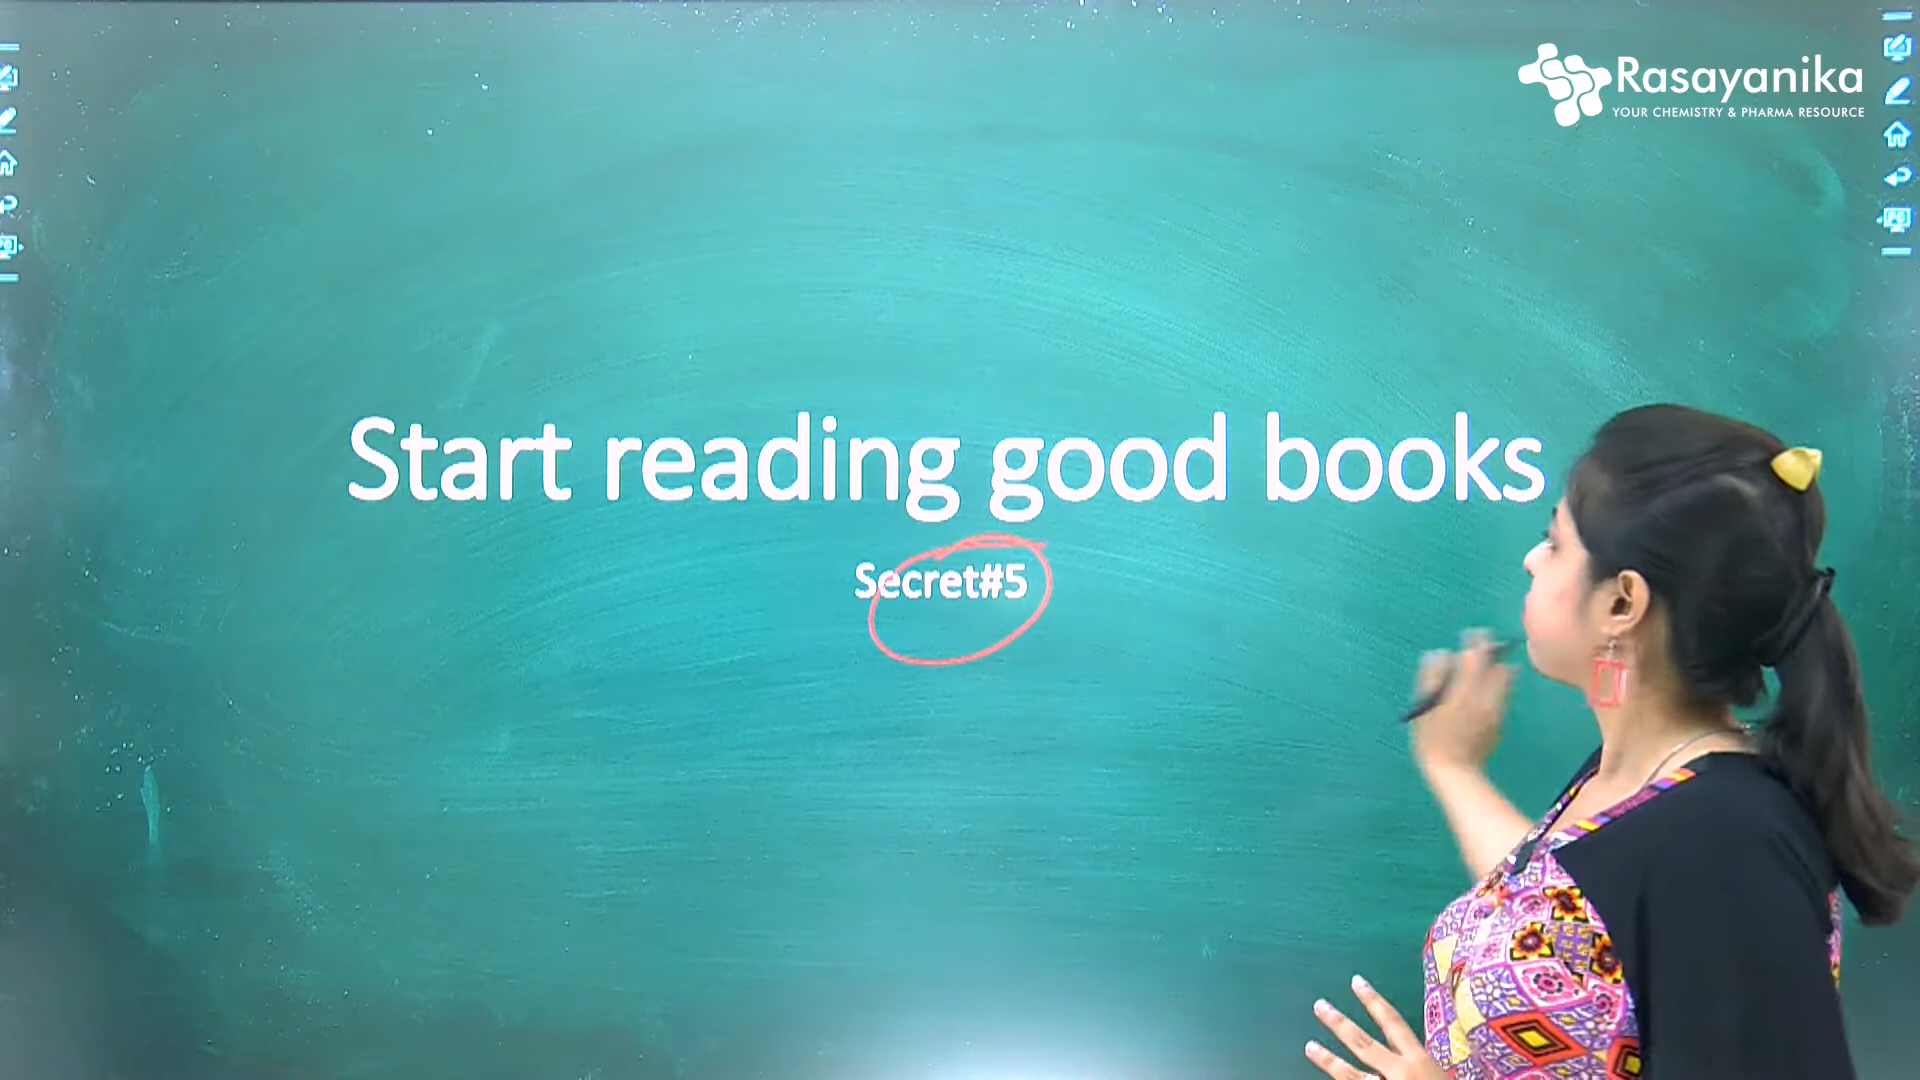 Rasayanika
YOUR CHEMISTRY & PHARMA RESOURCE
Start reading good books
Secret#5